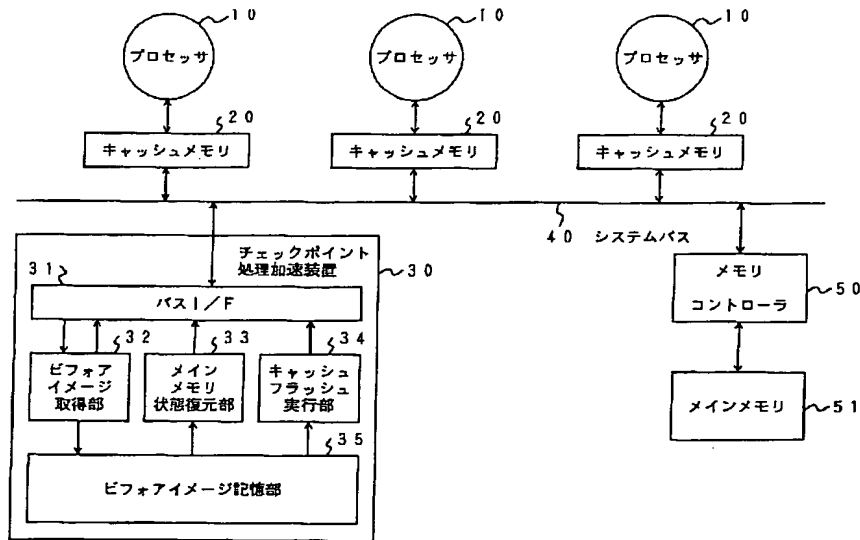 10
プロセッサ
10
プロセッサ
10
プロセッサ
20
キャッシュメモリ
20
キャッシュメモリ
20
キャッシュメモリ
40 システムバス
チェックポイント
処理加速装置
30
31
バスI/F
32
ビフォア
イメージ
取得部
33
メイン
メモリ
状態復元部
34
キャッシュ
フラッシュ
実行部
35
ビフォアイメージ記憶部
メモリ
コントローラ
50
メインメモリ
51